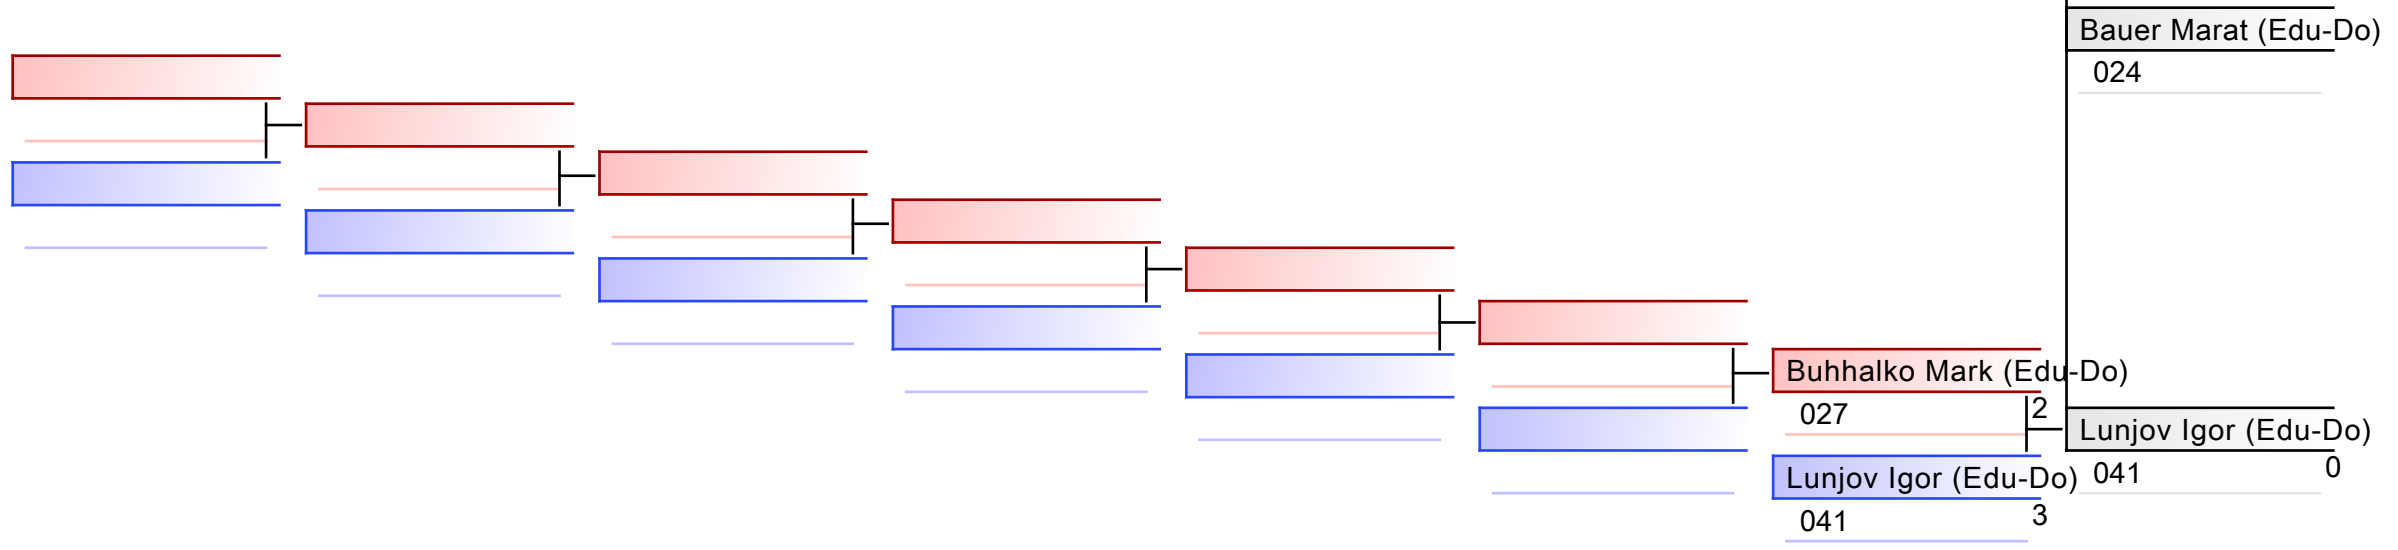 Bauer Marat (Edu-Do)
024
Buhhalko Mark (Edu-Do)
027
2
Lunjov Igor (Edu-Do)
0
041
Lunjov Igor (Edu-Do)
041
3